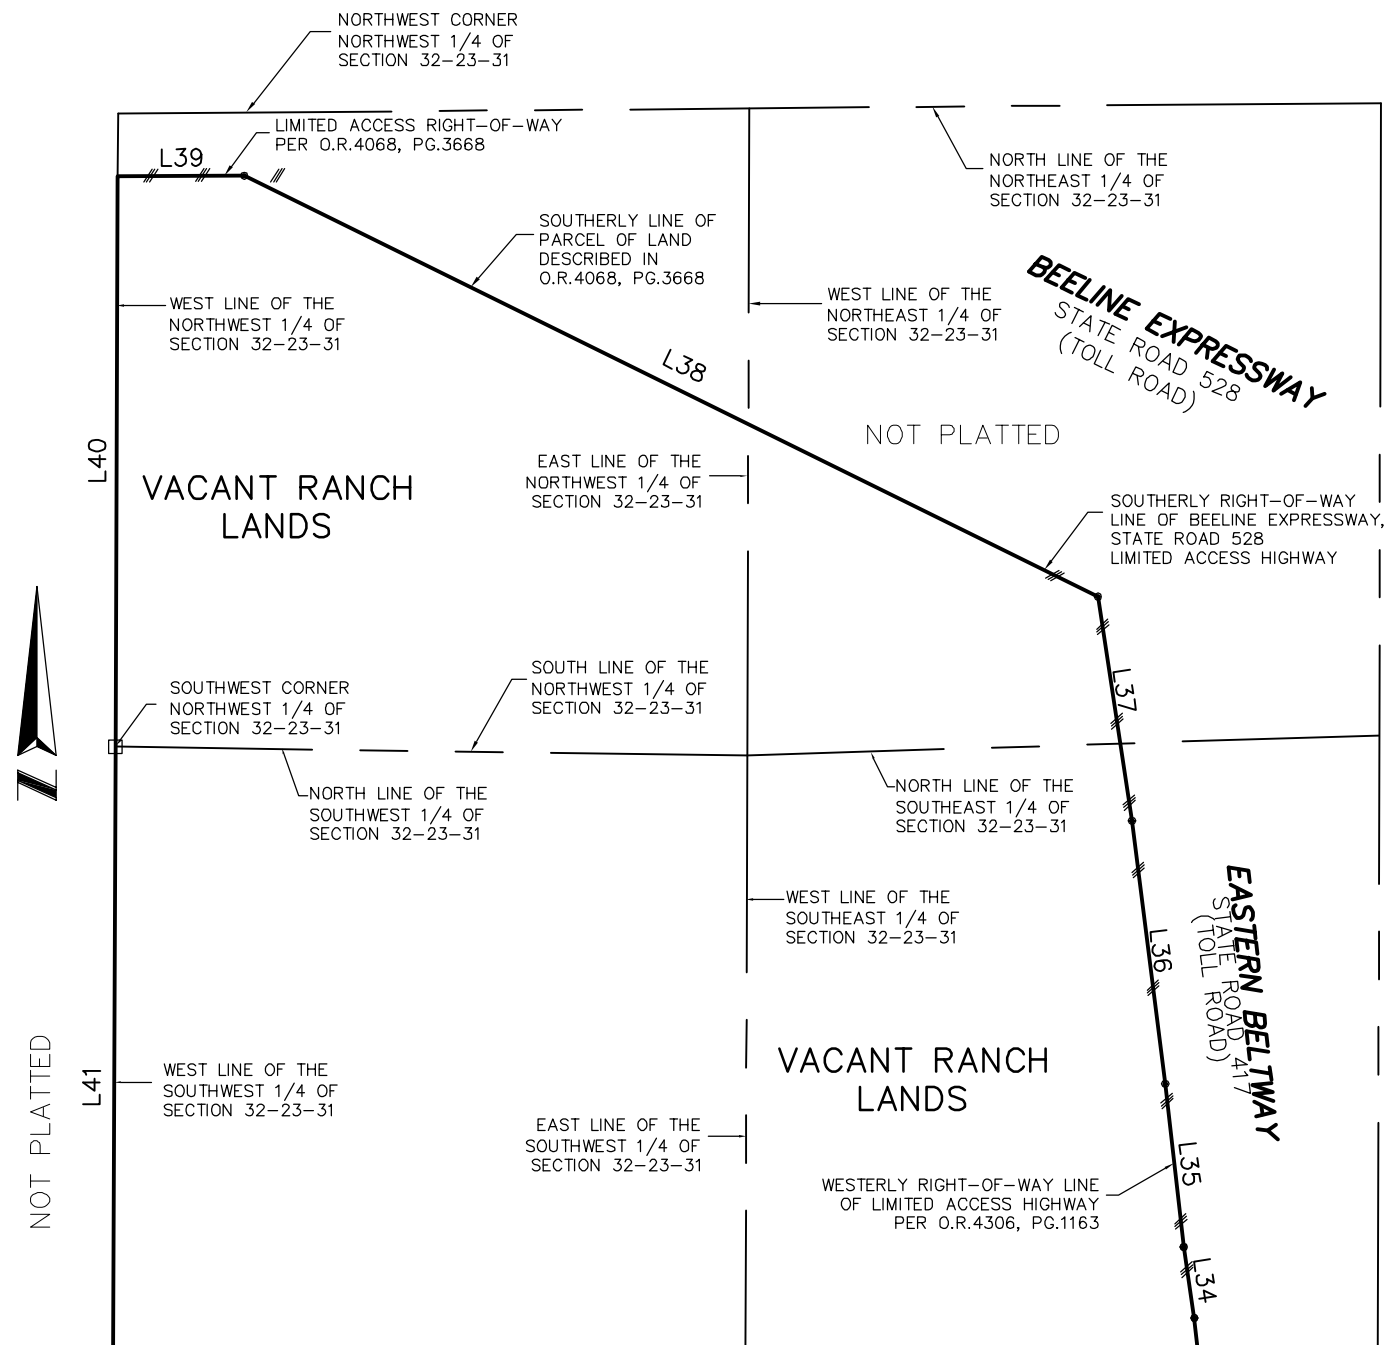 NORTHWEST CORNER
NORTHWEST 1/4 OF
SECTION 32-23-31
LIMITED ACCESS RIGHT-OF-WAY
PER O.R.4068, PG.3668
L39
NORTH LINE OF THE
NORTHEAST 1/4 OF
SECTION 32-23-31
SOUTHERLY LINE OF
PARCEL OF LAND
DESCRIBED IN
O.R.4068, PG.3668
WEST LINE OF THE
NORTHWEST 1/4 OF
SECTION 32-23-31
WEST LINE OF THE
NORTHEAST 1/4 OF
SECTION 32-23-31
BEELINE EXPRESSWAY
STATE ROAD 528
(TOLL ROAD)
L38
NOT PLATTED
L40
VACANT RANCH
LANDS
EAST LINE OF THE
NORTHWEST 1/4 OF
SECTION 32-23-31
SOUTHERLY RIGHT-OF-WAY
LINE OF BEELINE EXPRESSWAY,
STATE ROAD 528
LIMITED ACCESS HIGHWAY
SOUTHWEST CORNER
NORTHWEST 1/4 OF
SECTION 32-23-31
SOUTH LINE OF THE
NORTHWEST 1/4 OF
SECTION 32-23-31
L37
N
NORTH LINE OF THE
SOUTHWEST 1/4 OF
SECTION 32-23-31
NORTH LINE OF THE
SOUTHEAST 1/4 OF
SECTION 32-23-31
WEST LINE OF THE
SOUTHEAST 1/4 OF
SECTION 32-23-31
L36
EASTERN BELTWAY
STATE ROAD 417
(TOLL ROAD)
NOT PLATTED
L41
WEST LINE OF THE
SOUTHWEST 1/4 OF
SECTION 32-23-31
VACANT RANCH
LANDS
EAST LINE OF THE
SOUTHWEST 1/4 OF
SECTION 32-23-31
L35
WESTERLY RIGHT-OF-WAY LINE
OF LIMITED ACCESS HIGHWAY
PER O.R.4306, PG.1163
L34